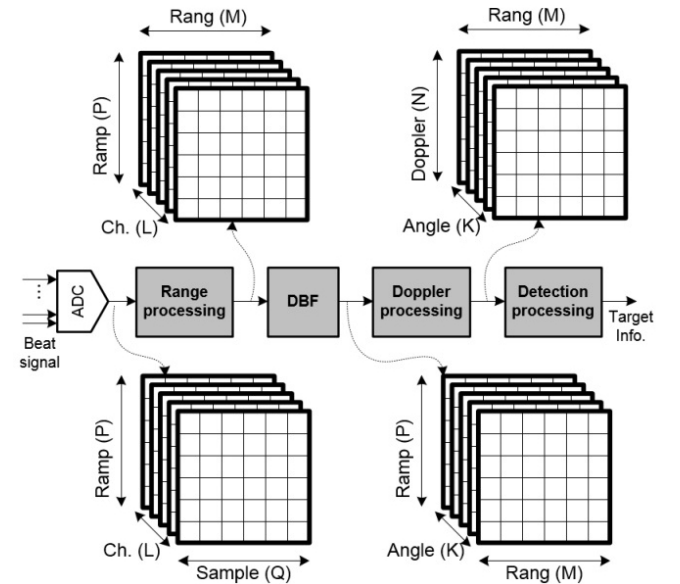 Rang (M)
Rang (M)
Ramp (P)
Doppler (N)
Ch. (L)
Angle (K)
ADC
Range
processing
DBF
Doppler
processing
Detection
processing
Beat
signal
Target
Info.
Ramp (P)
Ramp (P)
Ch. (L)
Angle (K)
Sample (Q)
Rang (M)